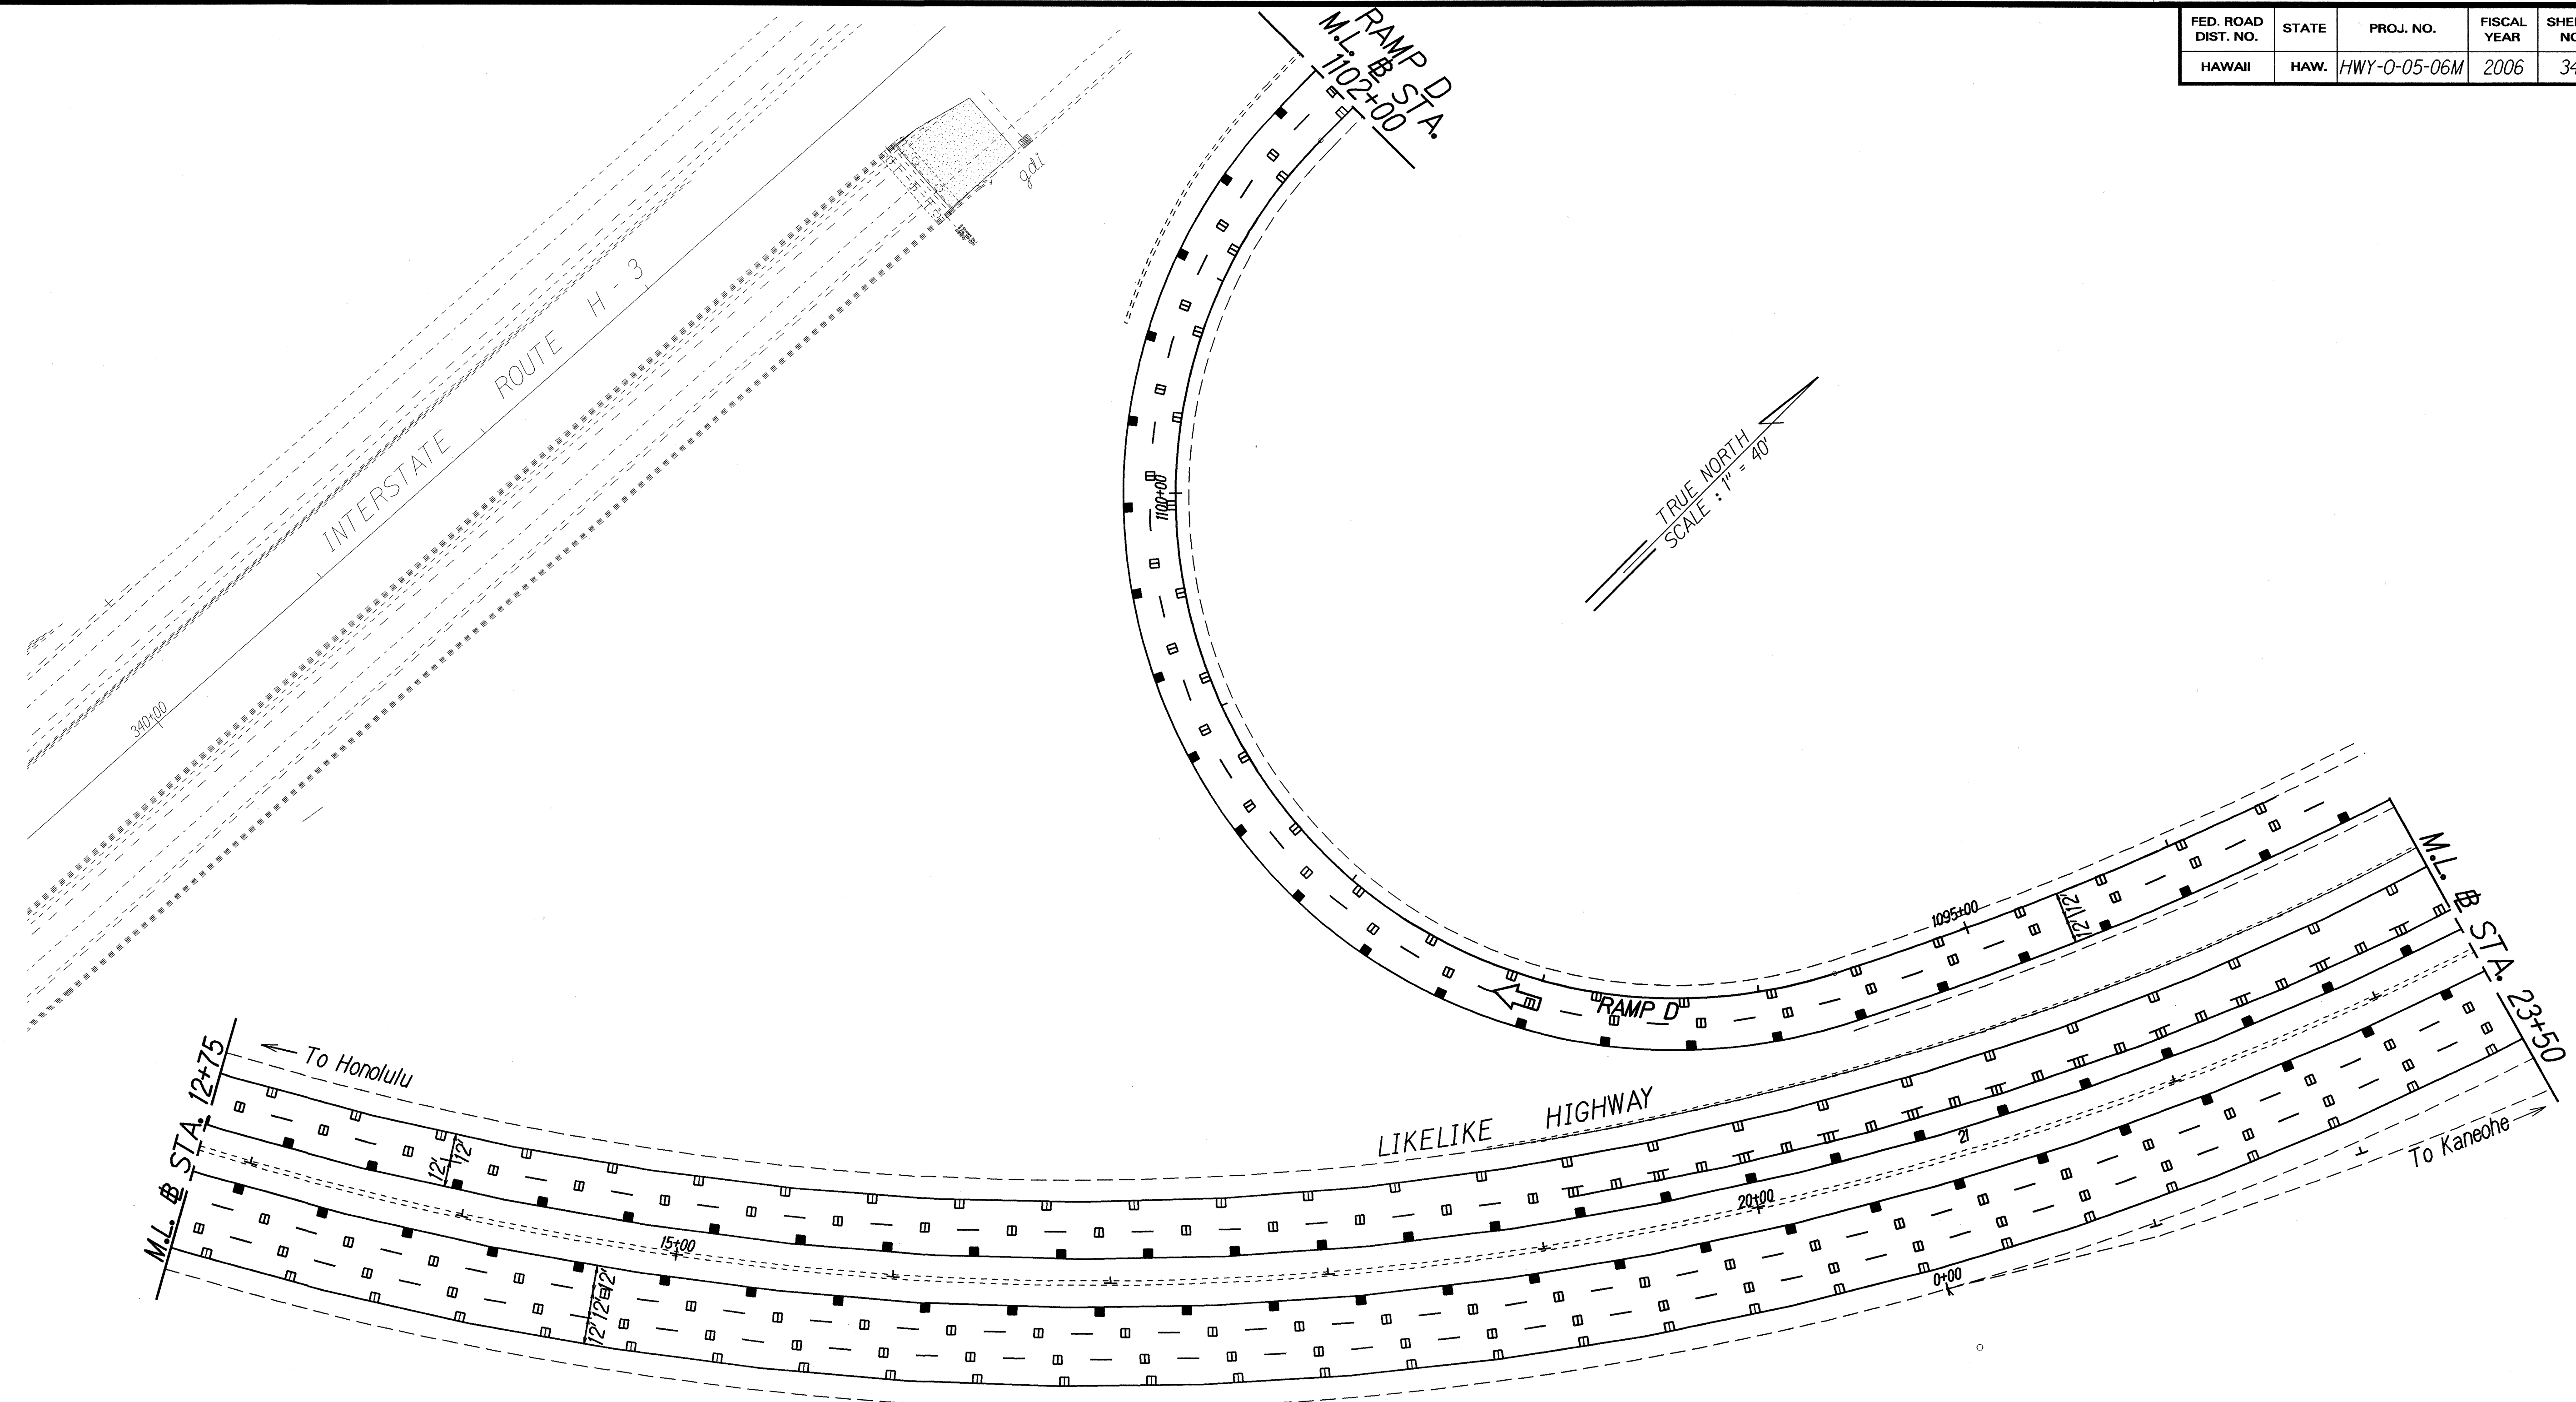 FED. ROAD DIST. NO.
STATE
PROJ. NO.
FISCAL YEAR
HAWAII
HAW.
HWY-O-05-06M
2006
RAMP D
M.L. ⅊ STA.
1102+00
gdi
INTERSTATE ROUTE H - 3
340+00
1100+00
TRUE NORTH
SCALE : 1" = 40'
1095+00
12' 12'
RAMP D
M.L. ⅊ STA. 23+50
M.L. ⅊ STA. 12+75
To Honolulu
12' 12'
LIKELIKE HIGHWAY
21
20+00
15+00
12' 12' 12'
0+00
To Kaneohe